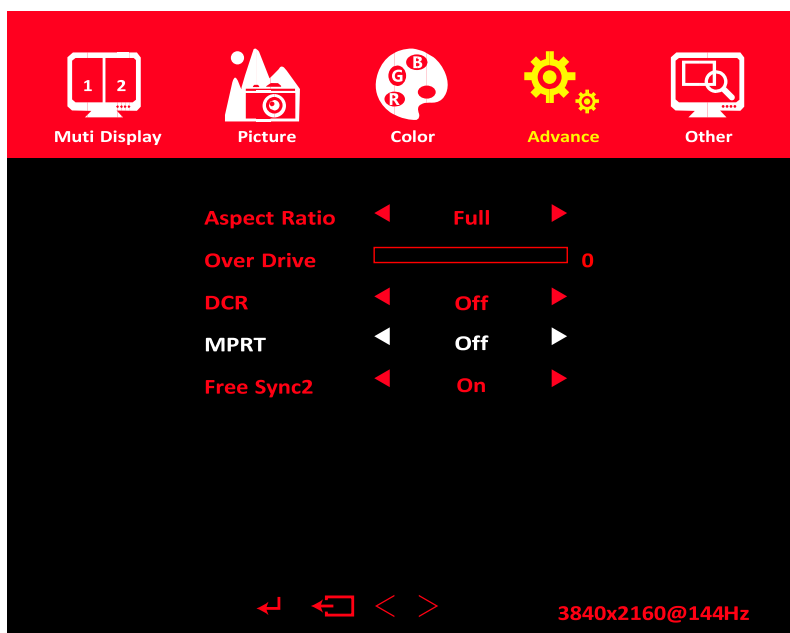 1 2
G B
R
Muti Display Picture Color Advance Other
Aspect Ratio Full
Over Drive 0
DCR Off
MPRT Off
Free Sync2 On
3840x2160@144Hz